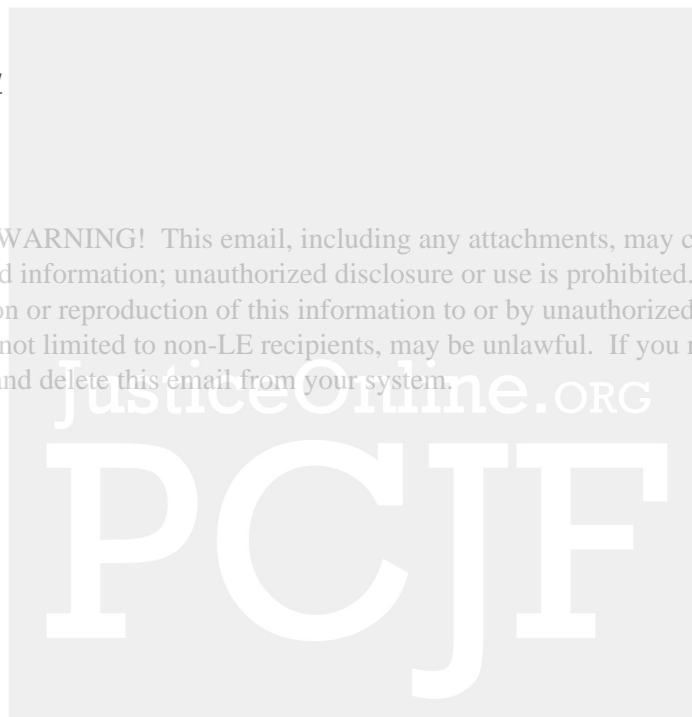 WARNING! This email, including any attachments, may c
d information; unauthorized disclosure or use is prohibited.
on or reproduction of this information to or by unauthorized
not limited to non-LE recipients, may be unlawful. If you r
and delete this email from your system.
JusticeOnline.ORG
PCJF